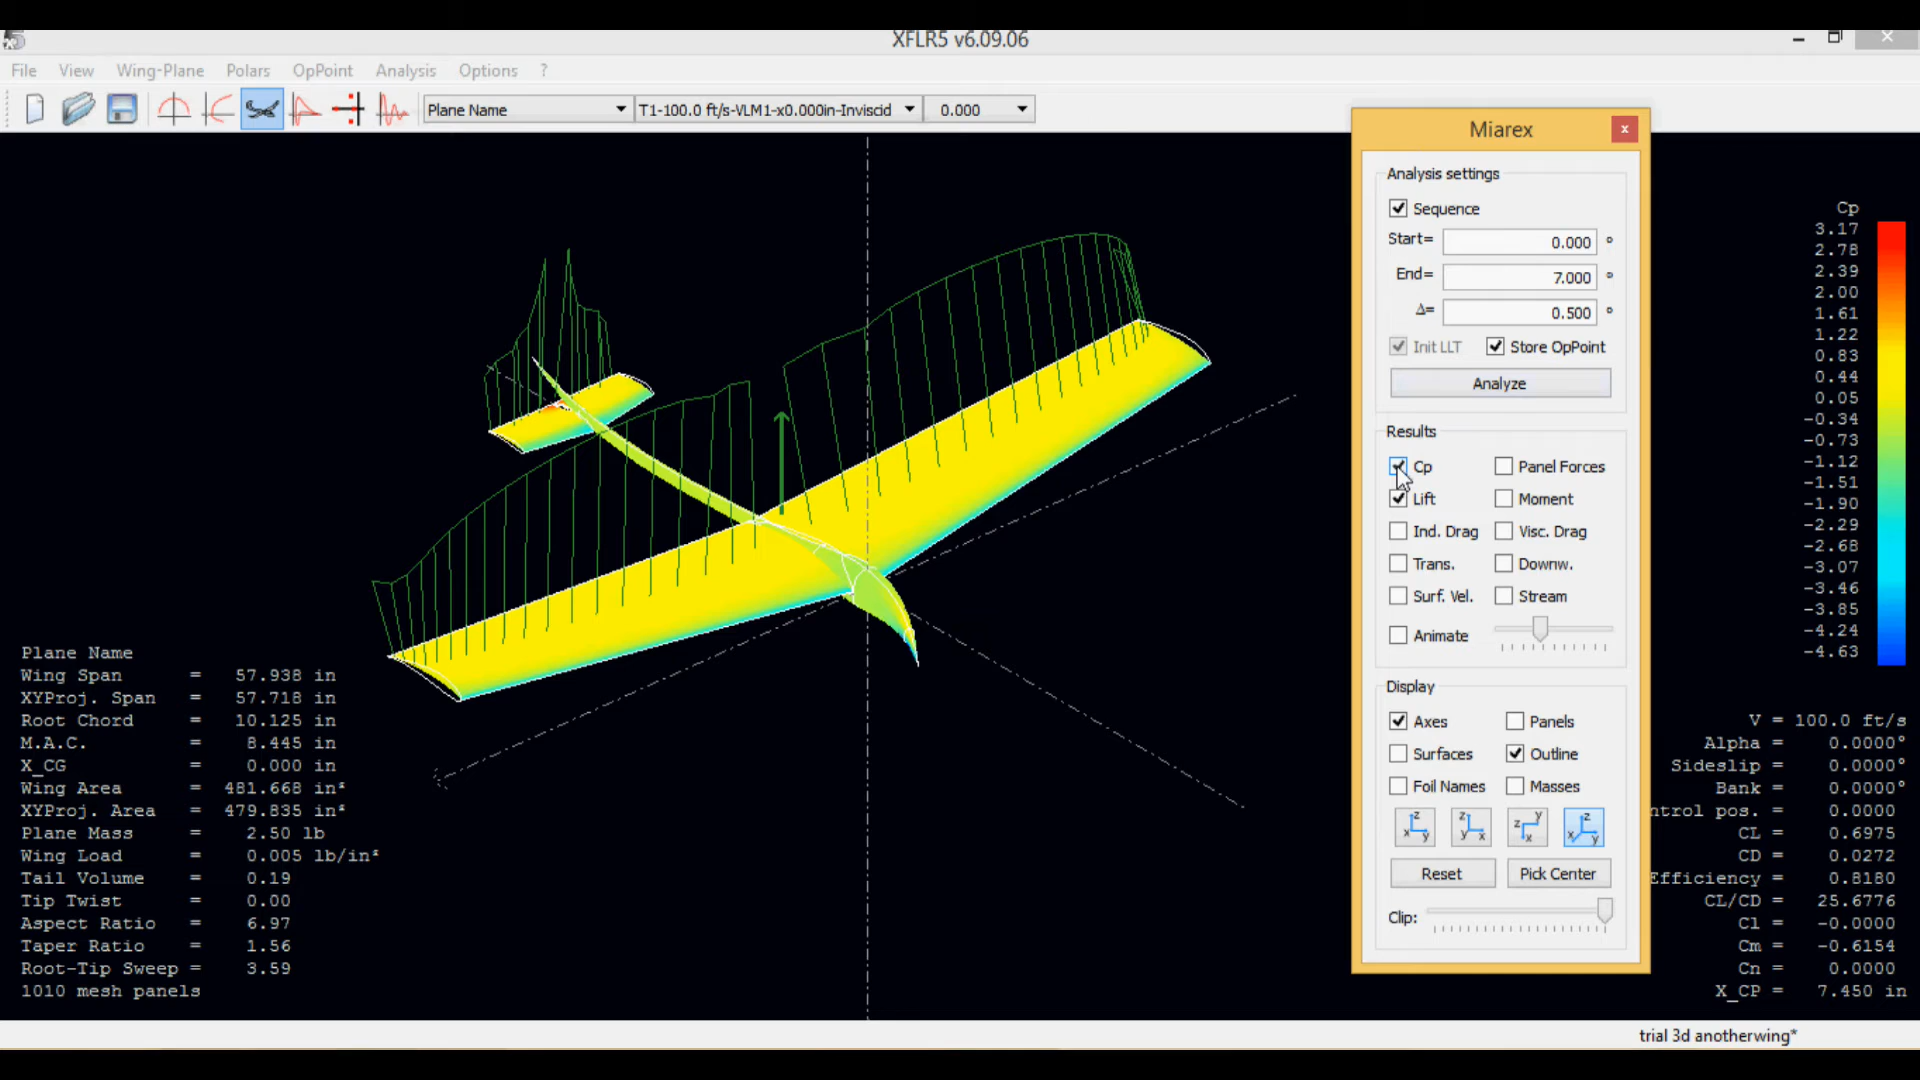 XFLR5 v6.09.06
File View Wing-Plane Polars OpPoint Analysis Options ?
Plane Name T1-100.0 ft/s-VLM1-x0.000in-Inviscid 0.000
Miarex
x
Analysis settings
Sequence
Start= 0.000 °
End= 7.000 °
Δ= 0.500 °
Init LLT Store OpPoint
Analyze
Results
Cp Panel Forces
Lift Moment
Ind. Drag Visc. Drag
Trans. Downw.
Surf. Vel. Stream
Animate
Display
Axes Panels
Surfaces Outline
Foil Names Masses
z x y z y x z y x z x y
Reset Pick Center
Clip:
Cp
3.17
2.78
2.39
2.00
1.61
1.22
0.83
0.44
0.05
-0.34
-0.73
-1.12
-1.51
-1.90
-2.29
-2.68
-3.07
-3.46
-3.85
-4.24
-4.63
Plane Name
Wing Span = 57.938 in
XYProj. Span = 57.718 in
Root Chord = 10.125 in
M.A.C. = 8.445 in
X_CG = 0.000 in
Wing Area = 481.668 in²
XYProj. Area = 479.835 in²
Plane Mass = 2.50 lb
Wing Load = 0.005 lb/in²
Tail Volume = 0.19
Tip Twist = 0.00
Aspect Ratio = 6.97
Taper Ratio = 1.56
Root-Tip Sweep = 3.59
1010 mesh panels
V = 100.0 ft/s
Alpha = 0.0000°
Sideslip = 0.0000°
Bank = 0.0000°
ntrol pos. = 0.0000
CL = 0.6975
CD = 0.0272
Efficiency = 0.8180
CL/CD = 25.6776
Cl = -0.0000
Cm = -0.6154
Cn = 0.0000
X_CP = 7.450 in
trial 3d anotherwing*